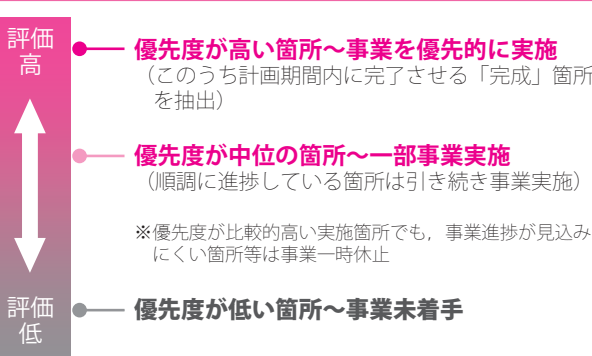 評価
高
優先度が高い箇所～事業を優先的に実施
（このうち計画期間内に完了させる「完成」箇所
を抽出）
優先度が中位の箇所～一部事業実施
（順調に進捗している箇所は引き続き事業実施）
※優先度が比較的高い実施箇所でも，事業進捗が見込み
にくい箇所等は事業一時休止
評価
低
優先度が低い箇所～事業未着手